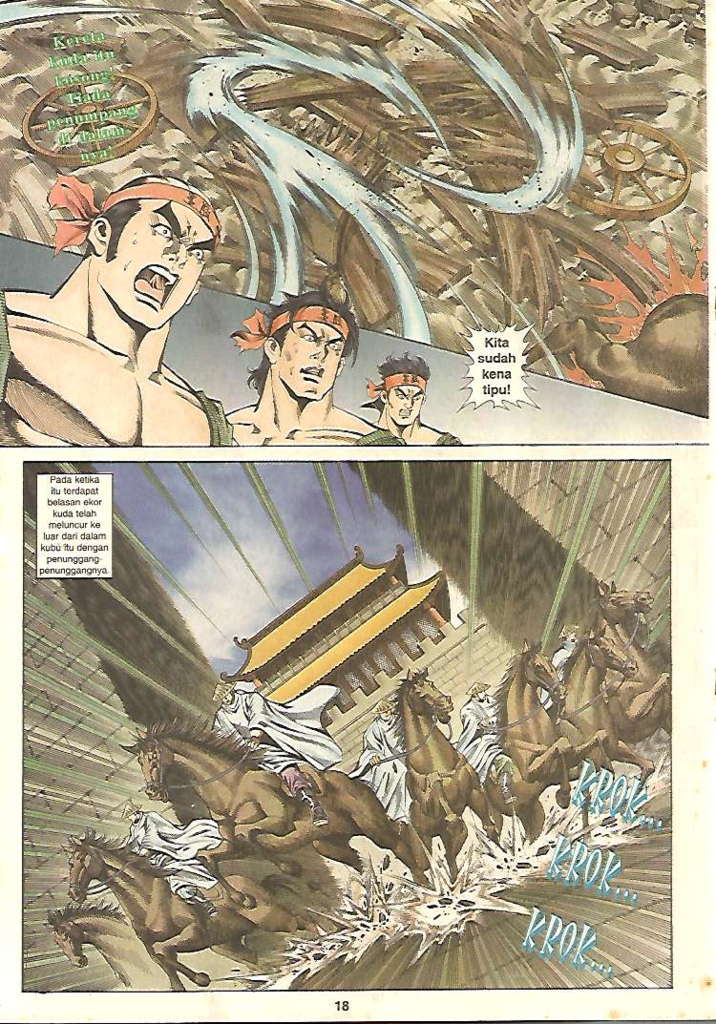 Kereta
kuda itu
kosong!
Tiada
penumpang
di dalam
nya!
Kita
sudah
kena
tipu!
Pada ketika
itu terdapat
belasan ekor
kuda telah
meluncur ke
luar dari dalam
kubu itu dengan
penunggang-
penunggangnya.
KROK...
KROK...
KROK...
18